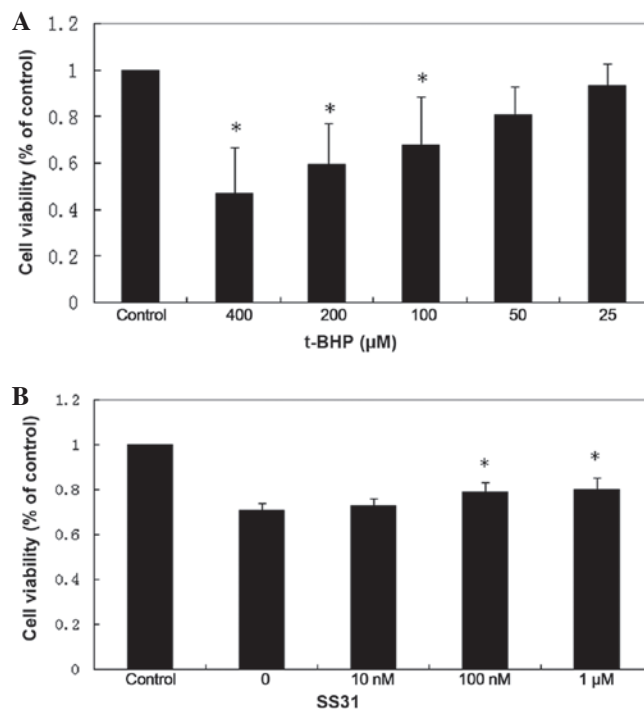 A
Cell viability (% of control)
1.2
1
0.8
0.6
0.4
0.2
0
*
*
*
Control 400 200 100 50 25
t-BHP (µM)
B
Cell viability (% of control)
1.2
1
0.8
0.6
0.4
0.2
0
*
*
Control 0 10 nM 100 nM 1 µM
SS31